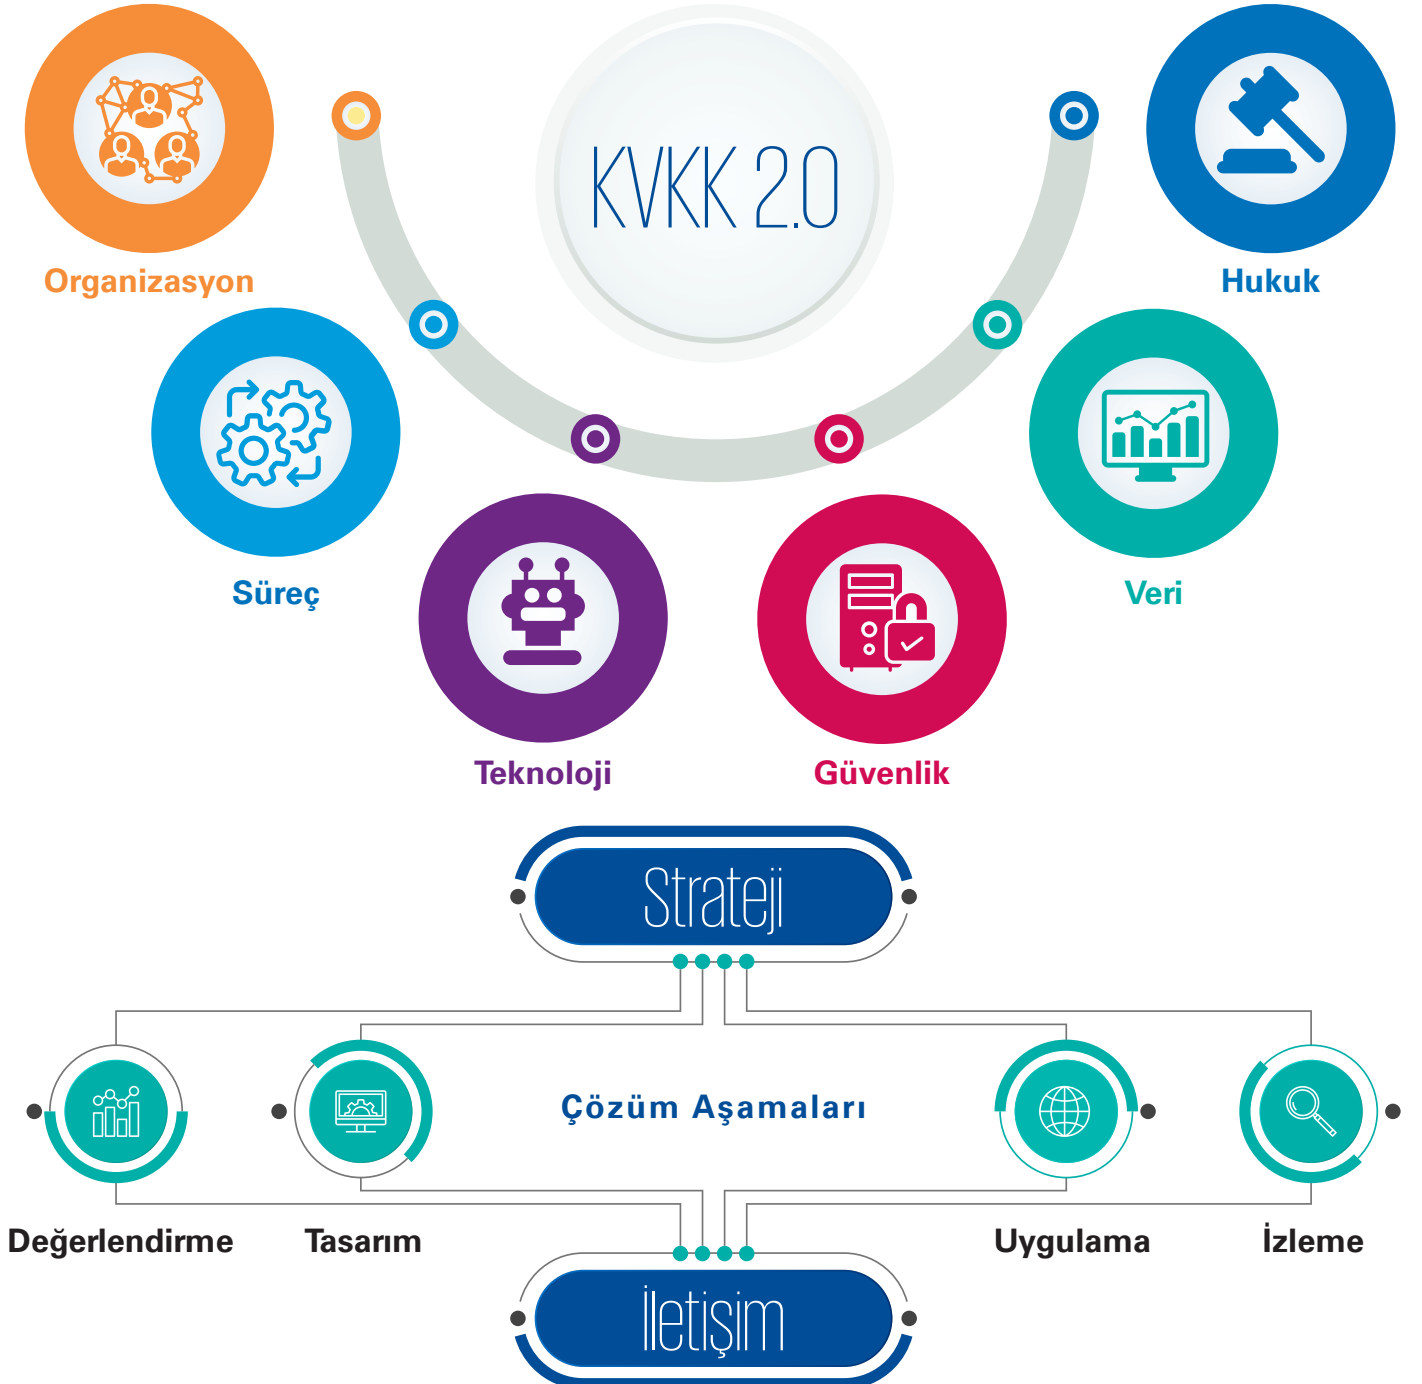 KVKK 2.0
Organizasyon
Hukuk
Süreç
Veri
Teknoloji
Güvenlik
Strateji
Çözüm Aşamaları
Değerlendirme
Tasarım
Uygulama
İzleme
İletişim